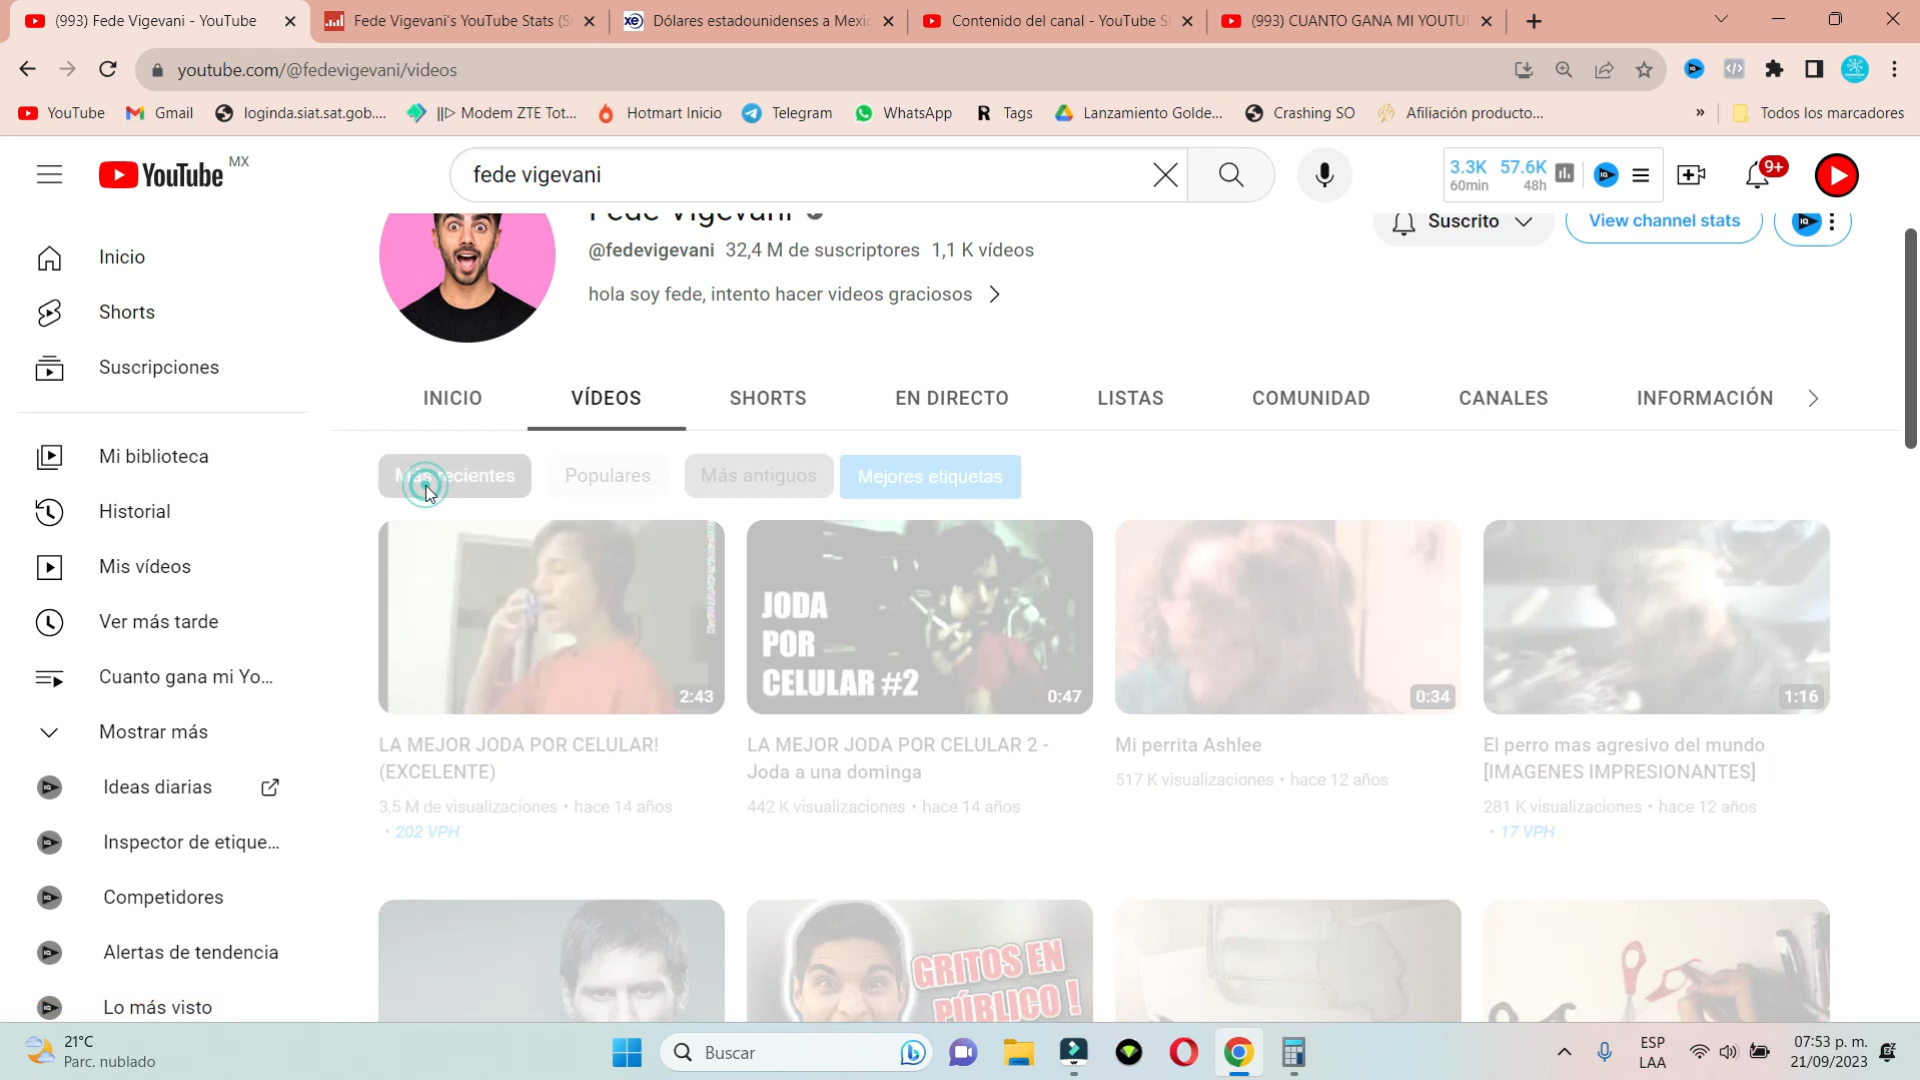 (993) Fede Vigevani - YouTube
Fede Vigevani's YouTube Stats (S
Dólares estadounidenses a Mexic
Contenido del canal - YouTube S
(993) CUANTO GANA MI YOUTU
youtube.com/@fedevigevani/videos
YouTube
Gmail
loginda.siat.sat.gob....
||▷ Modem ZTE Tot...
Hotmart Inicio
Telegram
WhatsApp
Tags
Lanzamiento Golde...
Crashing SO
Afiliación producto...
»
Todos los marcadores
YouTube MX
fede vigevani
3.3K 57.6K
60min 48h
9+
Fede Vigevani
@fedevigevani 32,4 M de suscriptores 1,1 K vídeos
hola soy fede, intento hacer videos graciosos
Suscrito
View channel stats
Inicio
Shorts
Suscripciones
Mi biblioteca
Historial
Mis vídeos
Ver más tarde
Cuanto gana mi Yo...
Mostrar más
Ideas diarias
Inspector de etique...
Competidores
Alertas de tendencia
Lo más visto
INICIO
VÍDEOS
SHORTS
EN DIRECTO
LISTAS
COMUNIDAD
CANALES
INFORMACIÓN
Más recientes
Populares
Más antiguos
Mejores etiquetas
2:43
LA MEJOR JODA POR CELULAR!
(EXCELENTE)
3,5 M de visualizaciones • hace 14 años
• 202 VPH
JODA
POR
CELULAR #2
0:47
LA MEJOR JODA POR CELULAR 2 -
Joda a una dominga
442 K visualizaciones • hace 14 años
0:34
Mi perrita Ashlee
517 K visualizaciones • hace 12 años
1:16
El perro mas agresivo del mundo
[IMAGENES IMPRESIONANTES]
281 K visualizaciones • hace 12 años
• 17 VPH
GRITOS EN
PÚBLICO !
21°C
Parc. nublado
Buscar
ESP
LAA
07:53 p. m.
21/09/2023